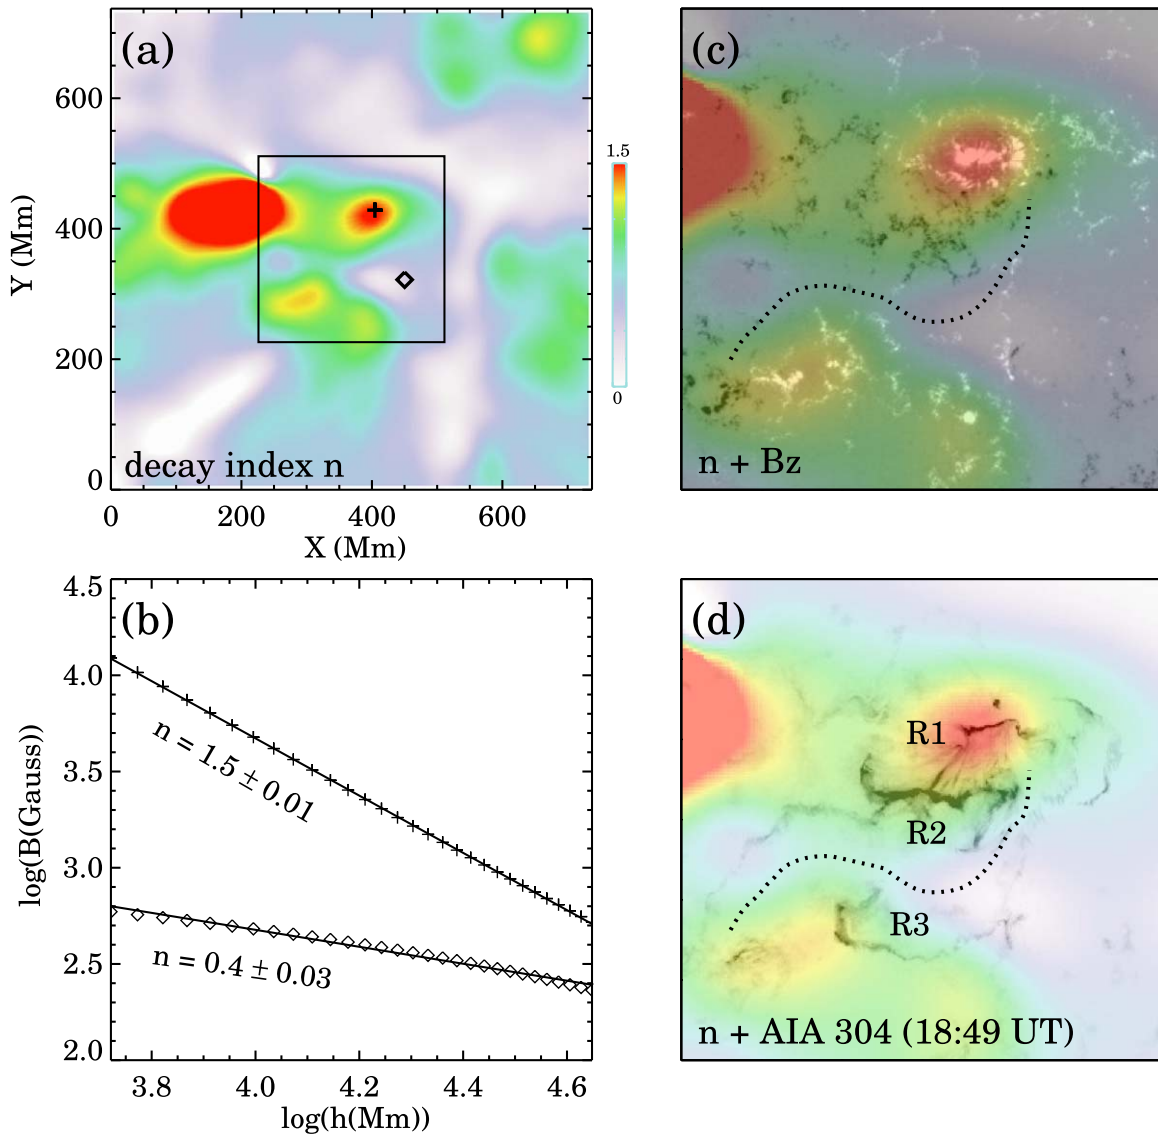 (a)
600
400
200
0
Y (Mm)
decay index n
0
200
400
600
X (Mm)
1.5
0
(c)
n + Bz
(b)
4.5
4.0
3.5
3.0
2.5
2.0
log(B(Gauss))
n = 1.5 ± 0.01
n = 0.4 ± 0.03
3.8
4.0
4.2
4.4
4.6
log(h(Mm))
(d)
R1
R2
R3
n + AIA 304 (18:49 UT)